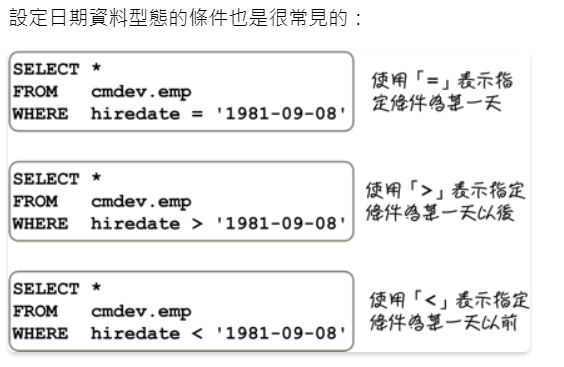 設定日期資料型態的條件也是很常見的：
SELECT *
FROM cmdev.emp
WHERE hiredate = '1981-09-08'
使用「=」表示指
定條件為某一天
SELECT *
FROM cmdev.emp
WHERE hiredate > '1981-09-08'
使用「>」表示指定
條件為某一天以後
SELECT *
FROM cmdev.emp
WHERE hiredate < '1981-09-08'
使用「<」表示指定
條件為某一天以前